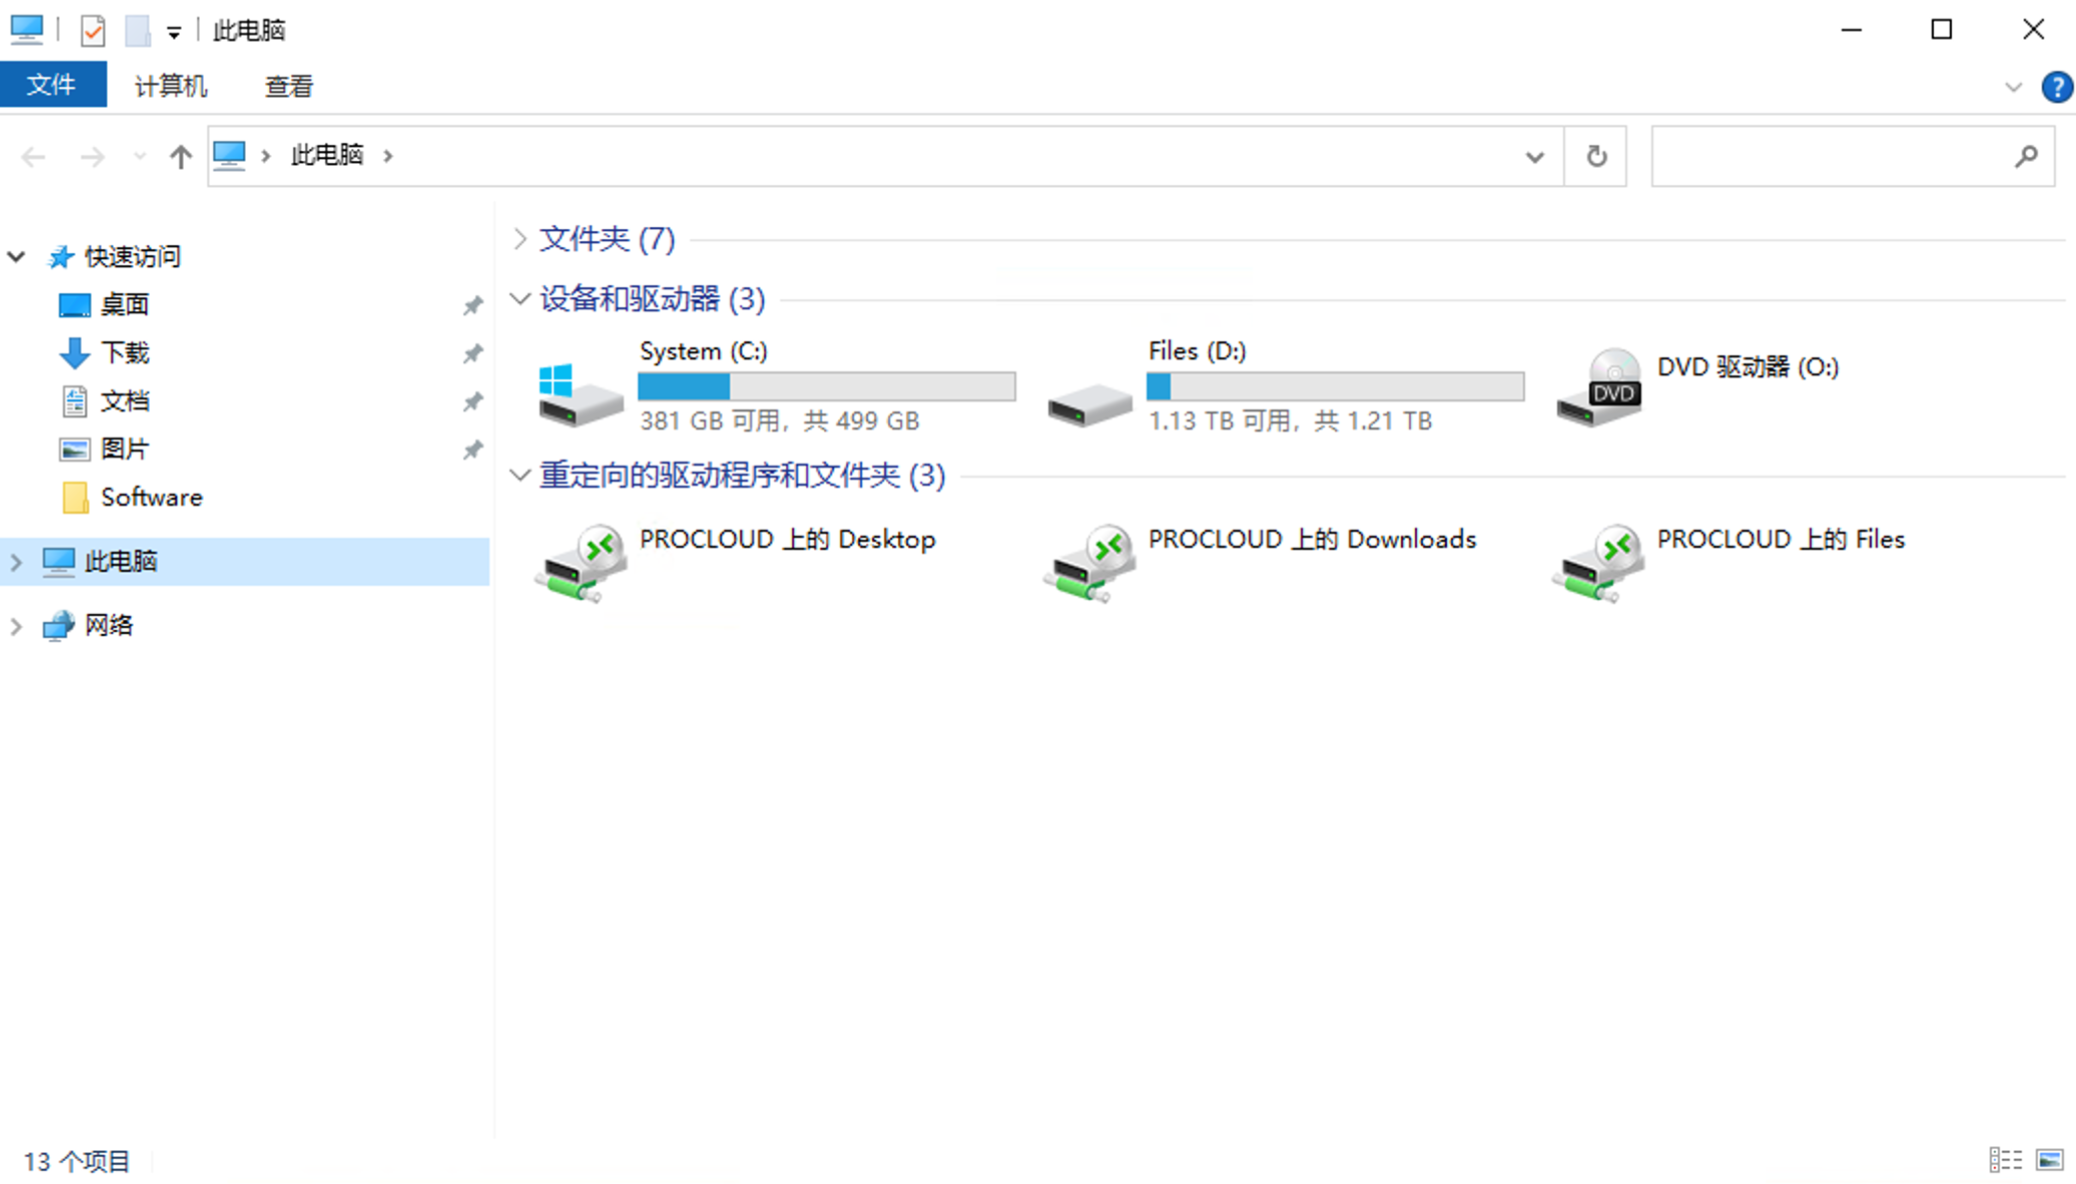 此电脑
文件 计算机 查看
此电脑
快速访问
桌面
下载
文档
图片
Software
此电脑
网络
文件夹 (7)
设备和驱动器 (3)
System (C:)
381 GB 可用，共 499 GB
Files (D:)
1.13 TB 可用，共 1.21 TB
DVD
DVD 驱动器 (O:)
重定向的驱动程序和文件夹 (3)
PROCLOUD 上的 Desktop
PROCLOUD 上的 Downloads
PROCLOUD 上的 Files
13 个项目